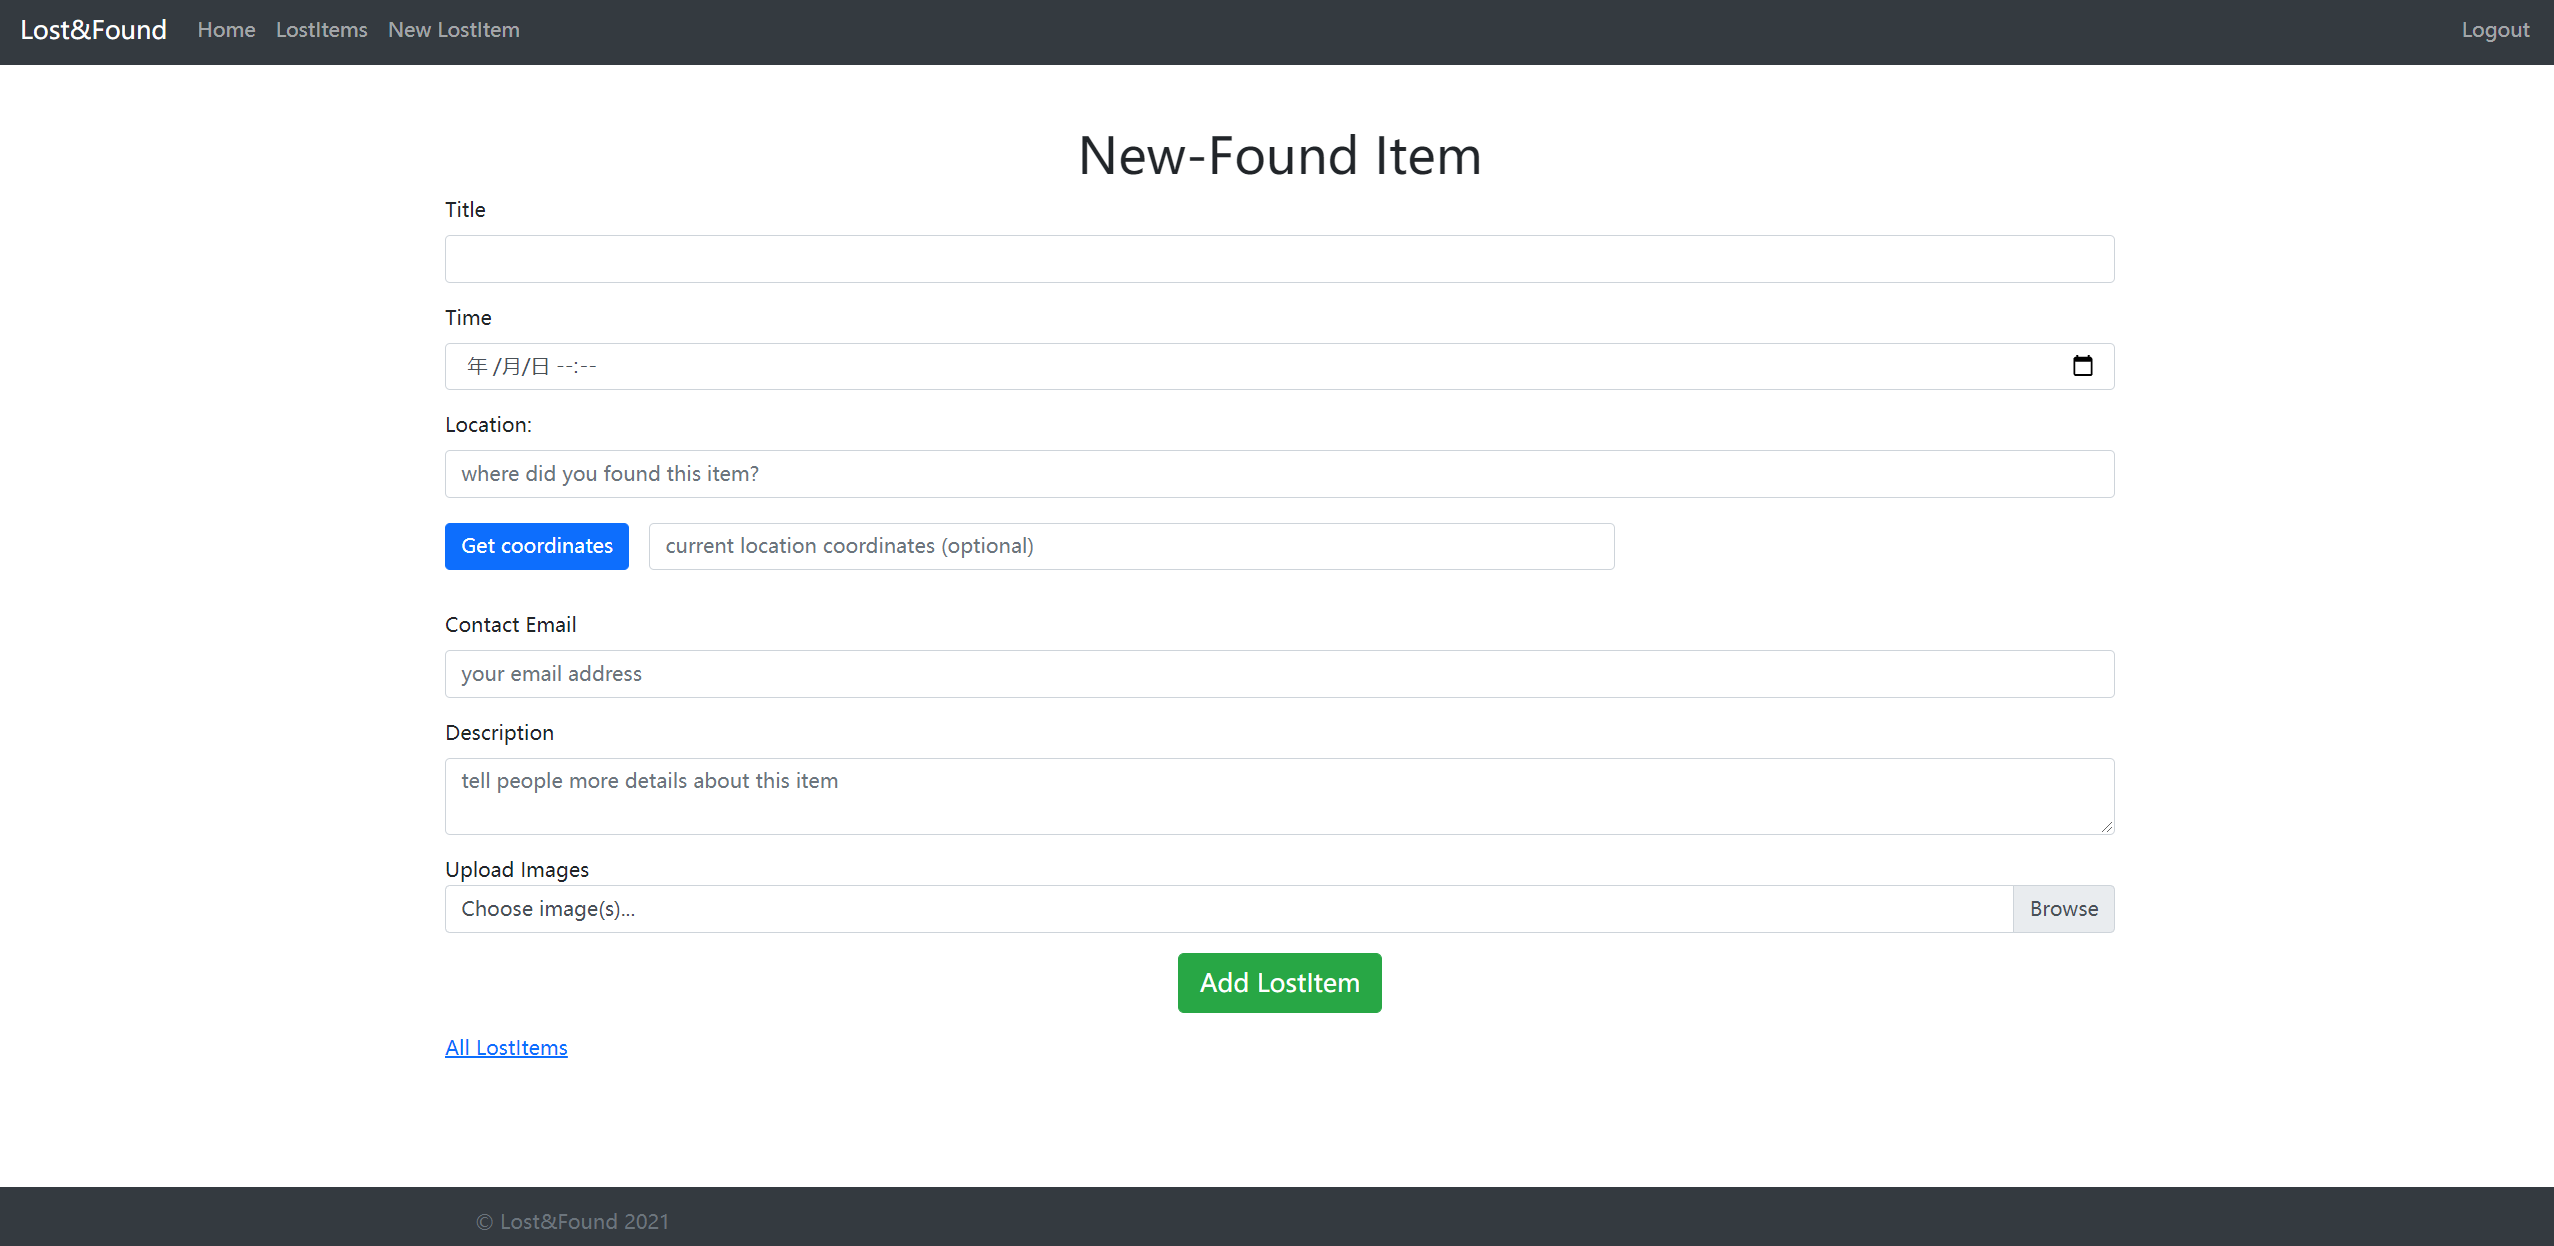 Lost&Found Home LostItems New LostItem Logout
New-Found Item
Title
Time
年 /月/日 --:--
Location:
where did you found this item?
Get coordinates current location coordinates (optional)
Contact Email
your email address
Description
tell people more details about this item
Upload Images
Choose image(s)... Browse
Add LostItem
All LostItems
© Lost&Found 2021